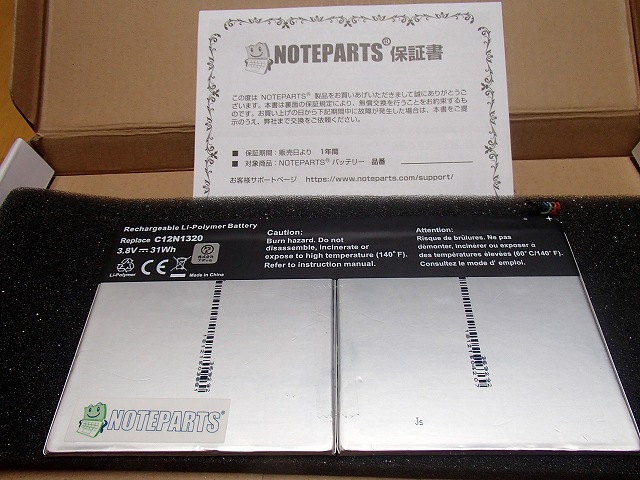 NOTEPARTS® 保証書
この度は NOTEPARTS® 製品をお買いあげいただきまして誠にありがとうご
ざいます。本書は裏面の保証規定により、無償交換を行うことをお約束するも
のです。お買い上げの日から下記期間中に故障が発生した場合は、本書をご提
示のうえ、弊社まで交換をご依頼ください。
■ 保証期間：販売日より 1年間
■ 対象商品：NOTEPARTS® バッテリー 品番
お客様サポートページ https://www.noteparts.com/support/
Rechargeable Li-Polymer Battery
Replace C12N1320
3.8V 31Wh
Li-Polymer
CE
Made in China
Caution:
Burn hazard. Do not
disassemble, incinerate or
expose to high temperature (140°F).
Refer to instruction manual.
Attention:
Risque de brûlures. Ne pas
démonter, incinérer ou exposer à
des températures élevées (60°C/140°F).
Consultez le mode d' emploi.
NOTEPARTS®
Js